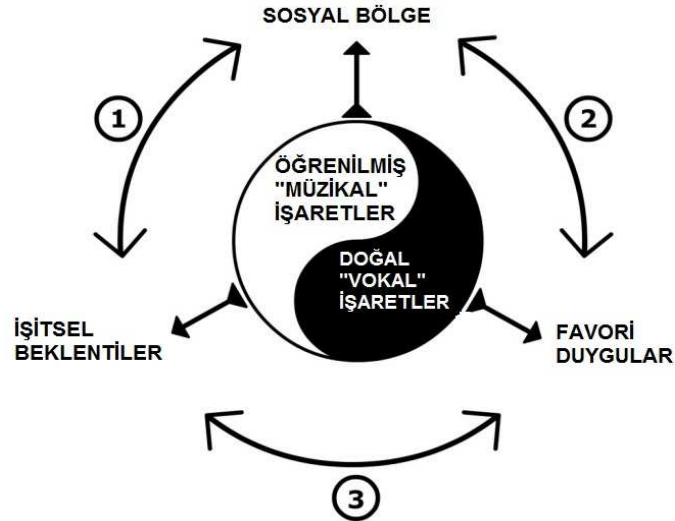 SOSYAL BÖLGE
1
2
ÖĞRENİLMİŞ
"MÜZİKAL"
İŞARETLER
DOĞAL
"VOKAL"
İŞARETLER
İŞİTSEL
BEKLENTİLER
FAVORİ
DUYGULAR
3